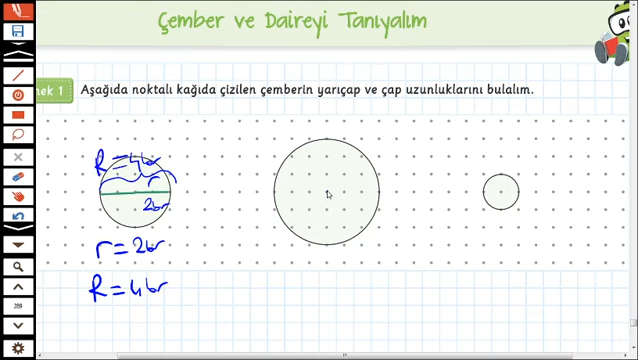 Çember ve Daireyi Tanıyalım
nek 1
Aşağıda noktalı kağıda çizilen çemberin yarıçap ve çap uzunluklarını bulalım.
R = 4br
r
2br
r = 2br
R = 4br
289